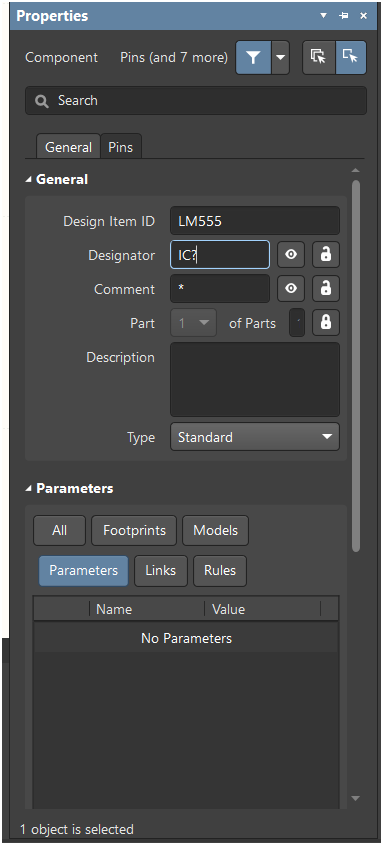 Properties
Component Pins (and 7 more)
Search
General Pins
General
Design Item ID LM555
Designator IC?
Comment *
Part 1 of Parts
Description
Type Standard
Parameters
All Footprints Models
Parameters Links Rules
Name Value
No Parameters
1 object is selected